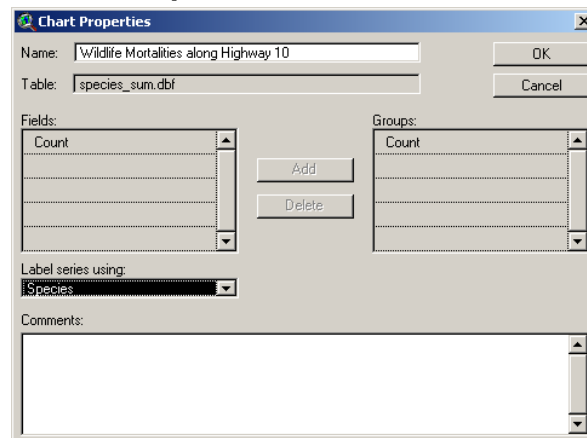 Chart Properties
Name: Wildlife Mortalities along Highway 10
OK
Table: species_sum.dbf
Cancel
Fields:
Groups:
Count
Count
Add
Delete
Label series using:
Species
Comments: